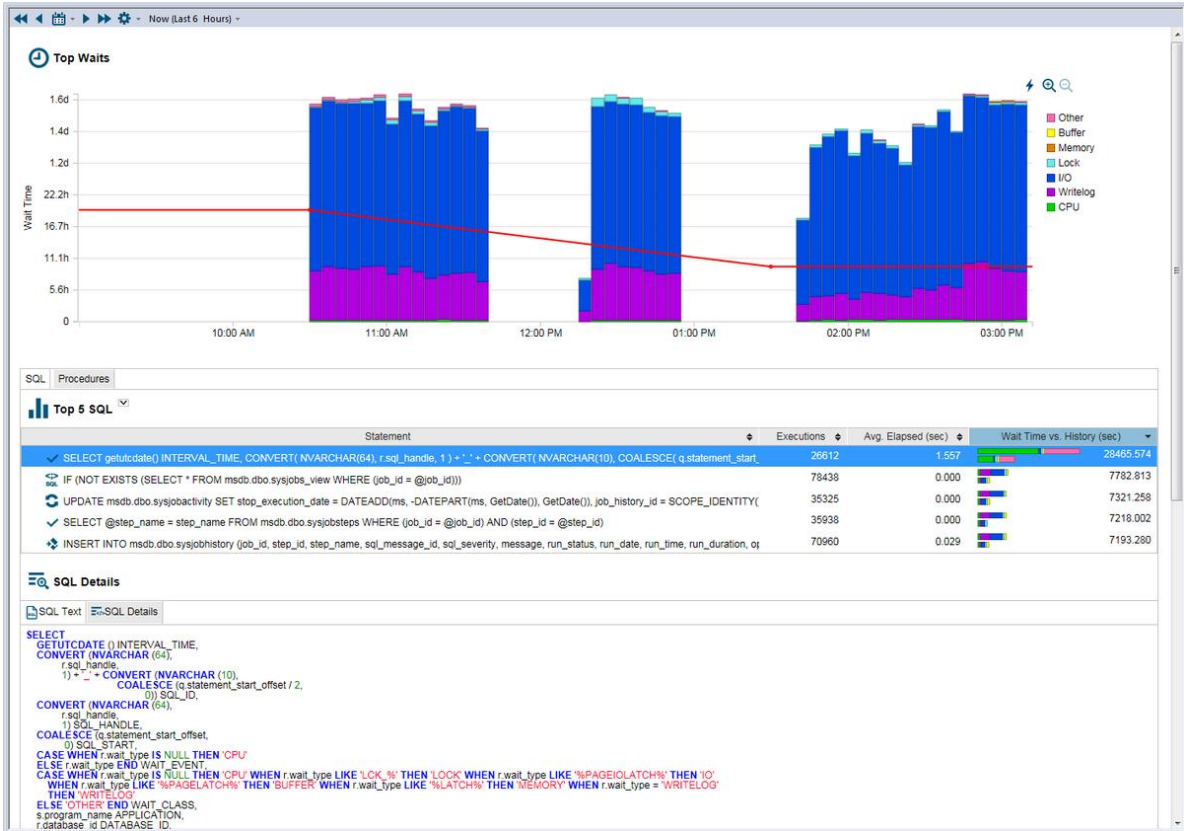 Now (Last 6 Hours)
Top Waits
1.6d
1.4d
1.2d
22.2h
16.7h
11.1h
5.6h
0
Wait Time
10:00 AM 11:00 AM 12:00 PM 01:00 PM 02:00 PM 03:00 PM
Other
Buffer
Memory
Lock
I/O
Writelog
CPU
SQL Procedures
Top 5 SQL
Statement Executions Avg. Elapsed (sec) Wait Time vs. History (sec)
SELECT getutcdate() INTERVAL_TIME, CONVERT( NVARCHAR(64), r.sql_handle, 1 ) + '_' + CONVERT( NVARCHAR(10), COALESCE( q.statement_start_ 26612 1.557 28465.574
IF (NOT EXISTS (SELECT * FROM msdb.dbo.sysjobs_view WHERE (job_id = @job_id))) 78438 0.000 7782.813
UPDATE msdb.dbo.sysjobactivity SET stop_execution_date = DATEADD(ms, -DATEPART(ms, GetDate()), GetDate()), job_history_id = SCOPE_IDENTITY( 35325 0.000 7321.258
SELECT @step_name = step_name FROM msdb.dbo.sysjobsteps WHERE (job_id = @job_id) AND (step_id = @step_id) 35938 0.000 7218.002
INSERT INTO msdb.dbo.sysjobhistory (job_id, step_id, step_name, sql_message_id, sql_severity, message, run_status, run_date, run_time, run_duration, op 70960 0.029 7193.280
SQL Details
SQL Text SQL Details
SELECT
GETUTCDATE () INTERVAL_TIME,
CONVERT (NVARCHAR (64),
r.sql_handle,
1) + '_' + CONVERT (NVARCHAR (10),
COALESCE (q.statement_start_offset / 2,
0)) SQL_ID,
CONVERT (NVARCHAR (64),
r.sql_handle,
1) SQL_HANDLE,
COALESCE (q.statement_start_offset,
0) SQL_START,
CASE WHEN r.wait_type IS NULL THEN 'CPU'
ELSE r.wait_type END WAIT_EVENT,
CASE WHEN r.wait_type IS NULL THEN 'CPU' WHEN r.wait_type LIKE 'LCK_%' THEN 'LOCK' WHEN r.wait_type LIKE '%PAGEIOLATCH%' THEN 'IO'
WHEN r.wait_type LIKE '%PAGELATCH%' THEN 'BUFFER' WHEN r.wait_type LIKE '%LATCH%' THEN 'MEMORY' WHEN r.wait_type = 'WRITELOG'
THEN 'WRITELOG'
ELSE 'OTHER' END WAIT_CLASS,
s.program_name APPLICATION,
r.database_id DATABASE_ID,